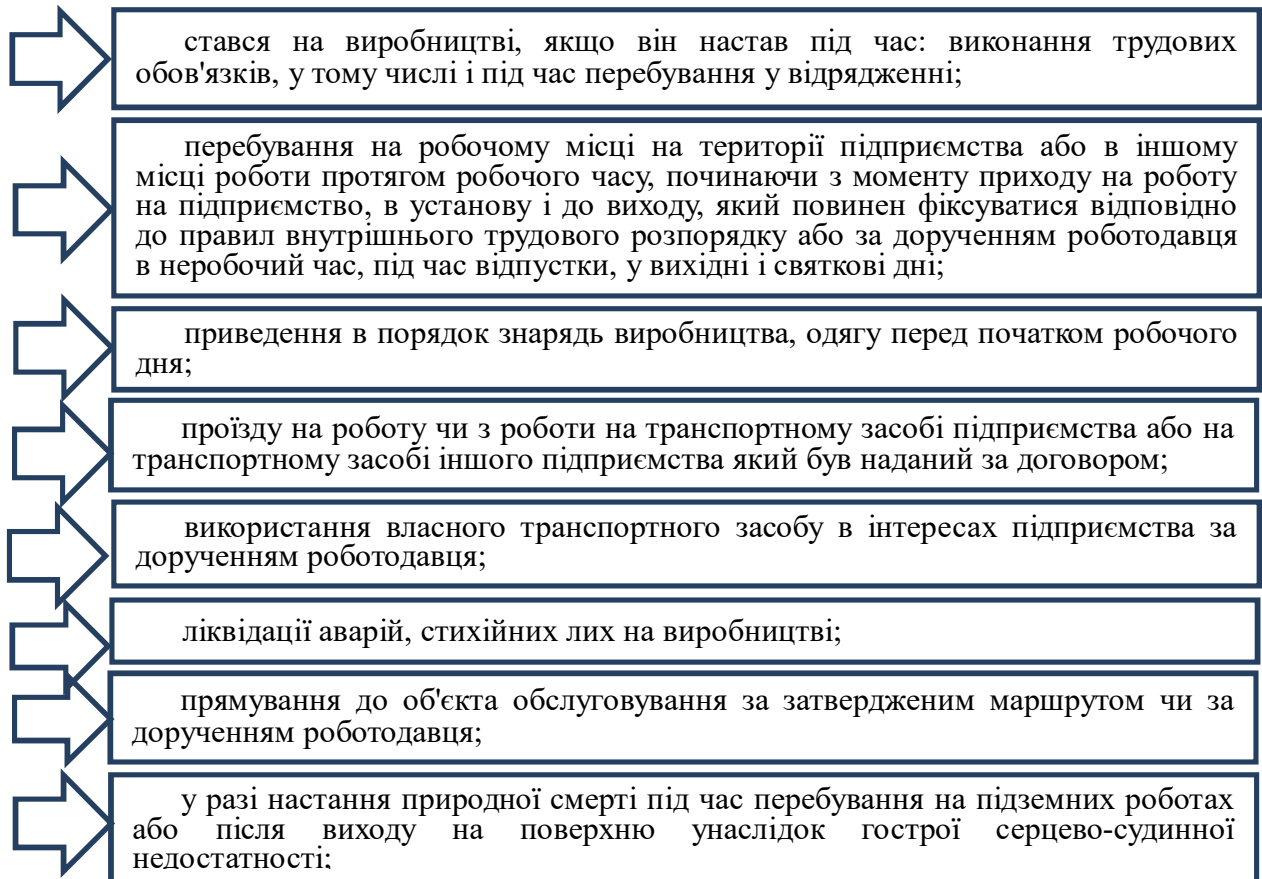 стався на виробництві, якщо він настав під час: виконання трудових
обов'язків, у тому числі і під час перебування у відрядженні;
перебування на робочому місці на території підприємства або в іншому
місці роботи протягом робочого часу, починаючи з моменту приходу на роботу
на підприємство, в установу і до виходу, який повинен фіксуватися відповідно
до правил внутрішнього трудового розпорядку або за дорученням роботодавця
в неробочий час, під час відпустки, у вихідні і святкові дні;
приведення в порядок знарядь виробництва, одягу перед початком робочого
дня;
проїзду на роботу чи з роботи на транспортному засобі підприємства або на
транспортному засобі іншого підприємства який був наданий за договором;
використання власного транспортного засобу в інтересах підприємства за
дорученням роботодавця;
ліквідації аварій, стихійних лих на виробництві;
прямування до об'єкта обслуговування за затвердженим маршрутом чи за
дорученням роботодавця;
у разі настання природної смерті під час перебування на підземних роботах
або після виходу на поверхню унаслідок гострої серцево-судинної
недостатності;